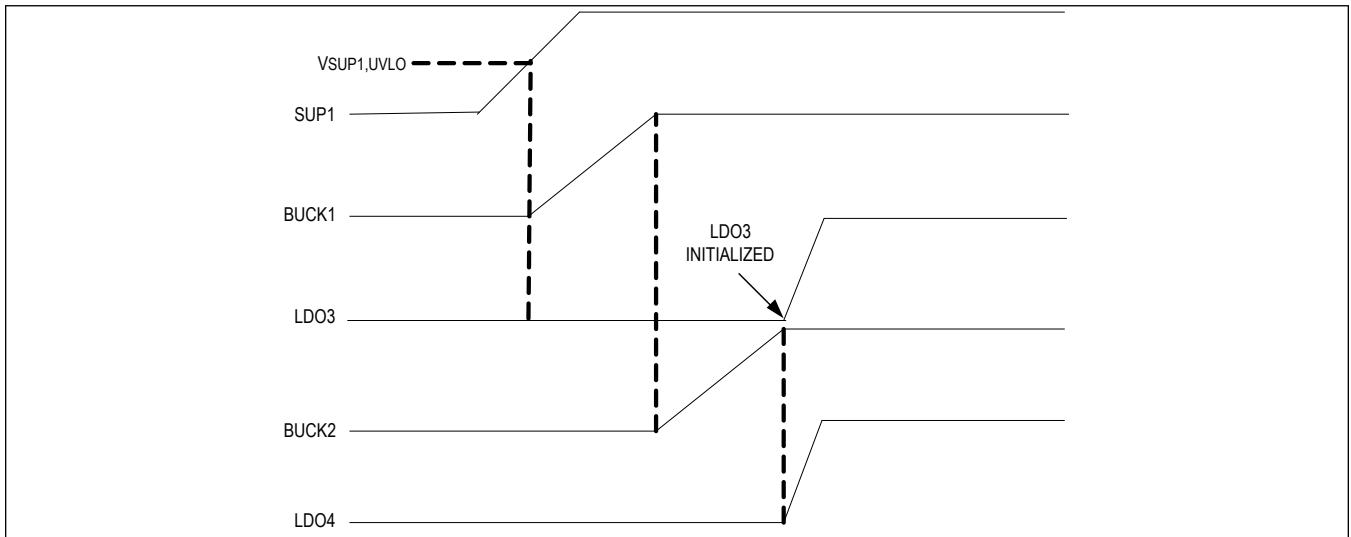 VSUP1,UVLO
SUP1
BUCK1
LDO3
INITIALIZED
LDO3
BUCK2
LDO4